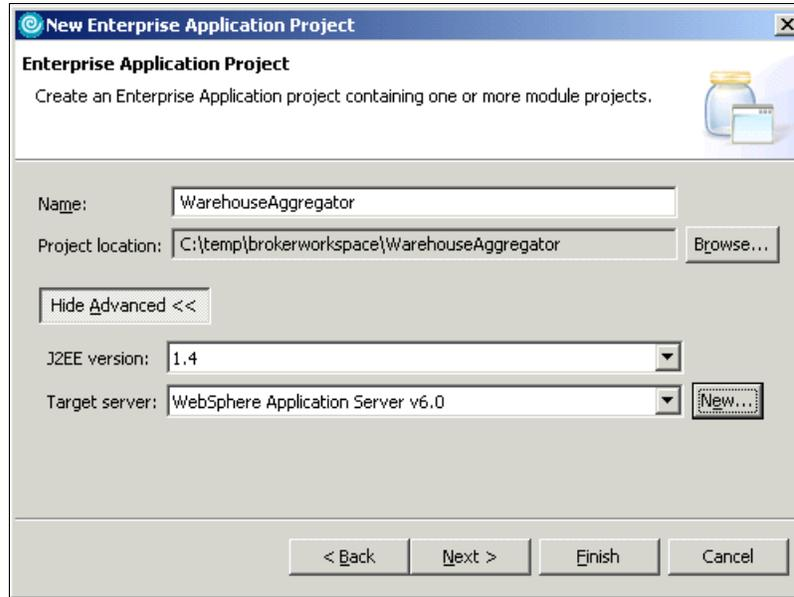 New Enterprise Application Project
Enterprise Application Project
Create an Enterprise Application project containing one or more module projects.
Name: WarehouseAggregator
Project location: C:\temp\brokerworkspace\WarehouseAggregator Browse...
Hide Advanced <<
J2EE version: 1.4
Target server: WebSphere Application Server v6.0 New...
< Back Next > Finish Cancel